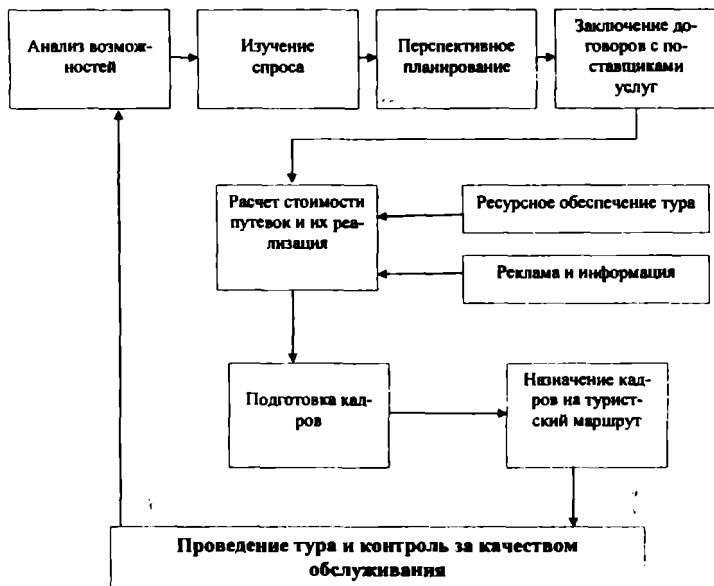 Анализ возмож-
ностей
Изучение
спроса
Перспективное
планирование
Заключение до-
говоров с по-
ставщиками
услуг
Расчет стоимости
путевок и их реа-
лизация
Ресурсное обеспечение тура
Реклама и информация
Подготовка кад-
ров
Назначение кад-
ров на турист-
ский маршрут
Проведение тура и контроль за качеством
обслуживания